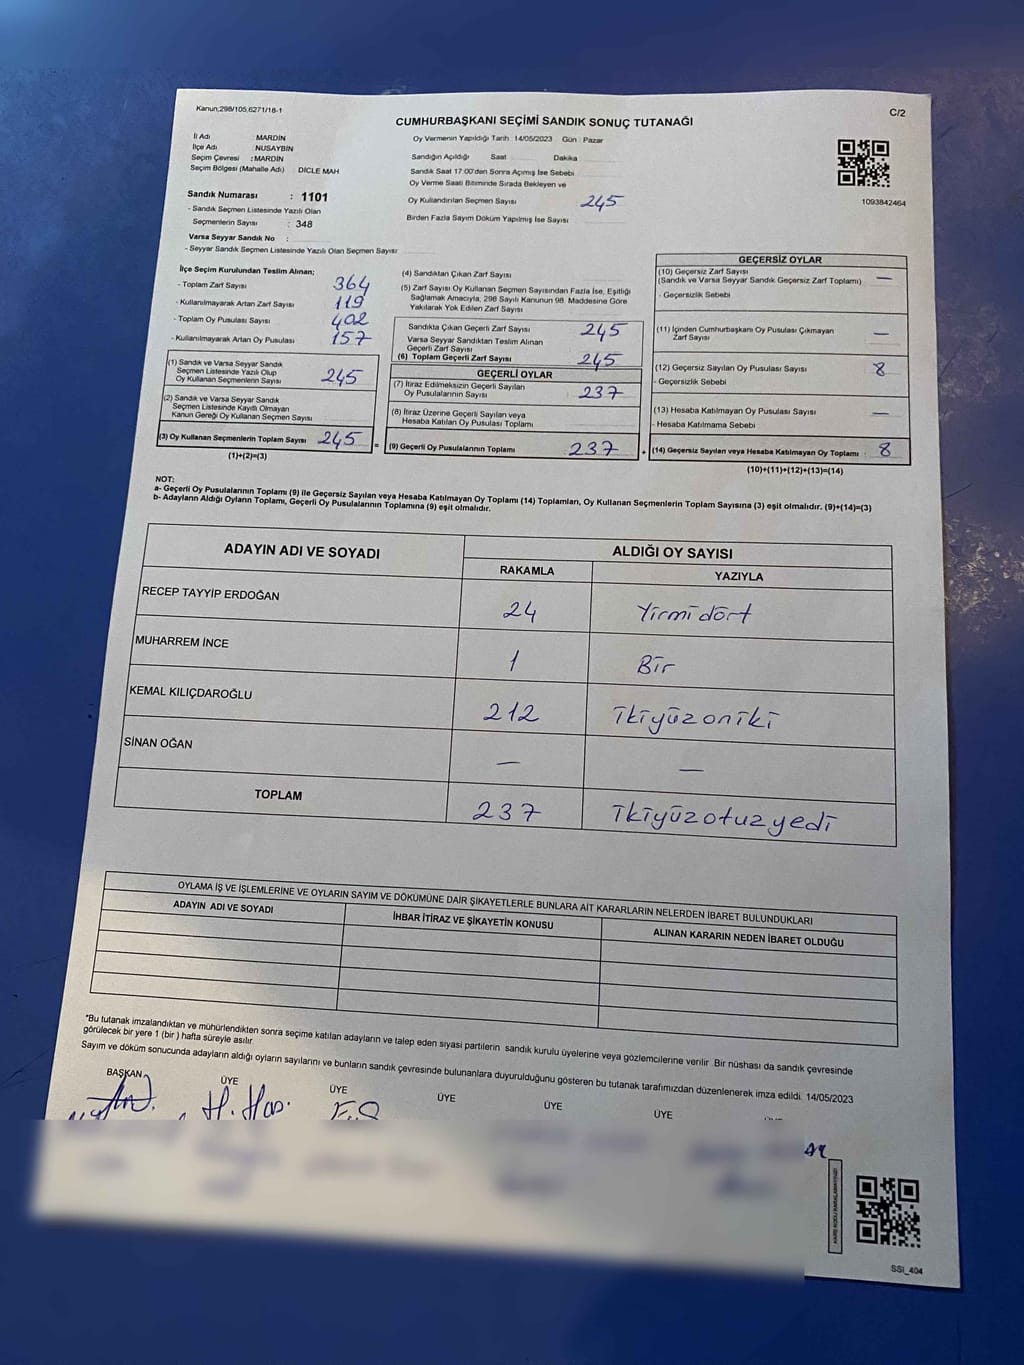 Kanun,298/105,6271/18-1
C/2
CUMHURBAŞKANI SEÇİMİ SANDIK SONUÇ TUTANAĞI
İl Adı MARDİN
İlçe Adı NUSAYBİN
Seçim Çevresi : MARDIN
Seçim Bölgesi (Mahalle Adı) DICLE MAH
Sandık Numarası : 1101
- Sandık Seçmen Listesinde Yazılı Olan
Seçmenlerin Sayısı : 348
Varsa Seyyar Sandık No :
- Seyyar Sandık Seçmen Listesinde Yazılı Olan Seçmen Sayısı
Oy Vermenin Yapıldığı Tarih : 14/05/2023 Gün : Pazar
Sandığın Açıldığı Saat Dakika
Sandık Saat 17:00'den Sonra Açımış İse Sebebi
Oy Verme Saati Bitiminde Sırada Bekleyen ve
Oy Kullandırılan Seçmen Sayısı 245
Birden Fazla Sayım Döküm Yapılmış İse Sayısı
1093842464
İlçe Seçim Kurulundan Teslim Alınan;
- Toplam Zarf Sayısı 364
- Kullanılmayarak Artan Zarf Sayısı 119
- Toplam Oy Pusulası Sayısı 402
- Kullanılmayarak Artan Oy Pusulası 157
(1) Sandık ve Varsa Seyyar Sandık
Seçmen Listesinde Yazılı Olup
Oy Kullanan Seçmenlerin Sayısı 245
(2) Sandık ve Varsa Seyyar Sandık
Seçmen Listesinde Kayıtlı Olmayan
Kanun Gereği Oy Kullanan Seçmen Sayısı
(3) Oy Kullanan Seçmenlerin Toplam Sayısı 245 =
(1)+(2)=(3)
(4) Sandıktan Çıkan Zarf Sayısı
(5) Zarf Sayısı Oy Kullanan Seçmen Sayısından Fazla İse, Eşitliği
Sağlamak Amacıyla, 298 Sayılı Kanunun 98. Maddesine Göre
Yakılarak Yok Edilen Zarf Sayısı
Sandıkta Çıkan Geçerli Zarf Sayısı 245
Varsa Seyyar Sandıktan Teslim Alınan
Geçerli Zarf Sayısı
(6) Toplam Geçerli Zarf Sayısı 245
GEÇERLİ OYLAR
(7) İtiraz Edilmeksizin Geçerli Sayılan
Oy Pusulalarının Sayısı 237
(8) İtiraz Üzerine Geçerli Sayılan veya
Hesaba Katılan Oy Pusulası Toplamı
(9) Geçerli Oy Pusulalarının Toplamı 237 +
GEÇERSİZ OYLAR
(10) Geçersiz Zarf Sayısı —
(Sandık ve Varsa Seyyar Sandık Geçersiz Zarf Toplamı)
- Geçersizlik Sebebi
(11) İçinden Cumhurbaşkanı Oy Pusulası Çıkmayan
Zarf Sayısı —
(12) Geçersiz Sayılan Oy Pusulası Sayısı 8
- Geçersizlik Sebebi
(13) Hesaba Katılmayan Oy Pusulası Sayısı —
- Hesaba Katılmama Sebebi
(14) Geçersiz Sayılan veya Hesaba Katılmayan Oy Toplamı : 8
(10)+(11)+(12)+(13)=(14)
NOT:
a- Geçerli Oy Pusulalarının Toplamı (9) ile Geçersiz Sayılan veya Hesaba Katılmayan Oy Toplamı (14) Toplamları, Oy Kullanan Seçmenlerin Toplam Sayısına (3) eşit olmalıdır. (9)+(14)=(3)
b- Adayların Aldığı Oyların Toplamı, Geçerli Oy Pusulalarının Toplamına (9) eşit olmalıdır.
ADAYIN ADI VE SOYADI ALDIĞI OY SAYISI
RAKAMLA YAZIYLA
RECEP TAYYİP ERDOĞAN 24 Yirmi dört
MUHARREM İNCE 1 Bir
KEMAL KILIÇDAROĞLU 212 ikiyüzoniki
SİNAN OĞAN — —
TOPLAM 237 ikiyüzotuzyedi
OYLAMA İŞ VE İŞLEMLERİNE VE OYLARIN SAYIM VE DÖKÜMÜNE DAİR ŞİKAYETLERLE BUNLARA AİT KARARLARIN NELERDEN İBARET BULUNDUKLARI
ADAYIN ADI VE SOYADI İHBAR İTİRAZ VE ŞİKAYETİN KONUSU ALINAN KARARIN NEDEN İBARET OLDUĞU
*Bu tutanak imzalandıktan ve mühürlendikten sonra seçime katılan adayların ve talep eden siyasi partilerin sandık kurulu üyelerine veya gözlemcilerine verilir. Bir nüshası da sandık çevresinde
görülecek bir yere 1 (bir) hafta süreyle asılır.
Sayım ve döküm sonucunda adayların aldığı oyların sayılarını ve bunların sandık çevresinde bulunanlara duyurulduğunu gösteren bu tutanak tarafımızdan düzenlenerek imza edildi. 14/05/2023
BAŞKAN ÜYE ÜYE ÜYE ÜYE ÜYE
H. Has.
SSI_404